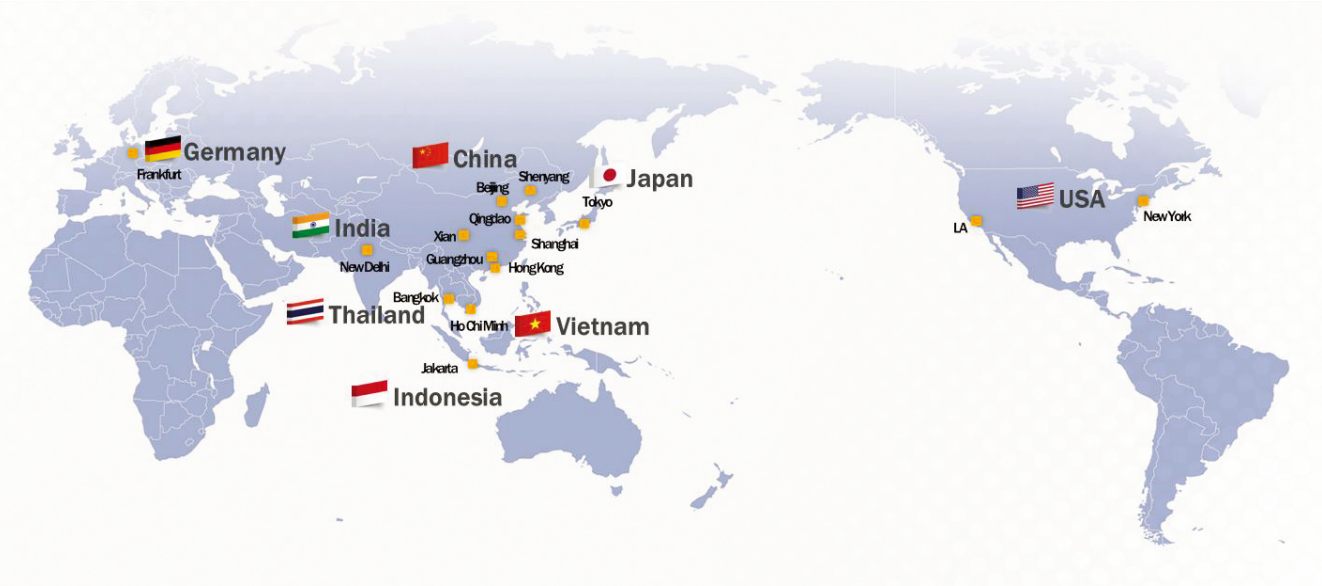 Germany
Frankfurt
China
Shenyang
Beijing
Japan
Tokyo
Qingdao
India
Xian
Shanghai
New Delhi
Guangzhou
Hong Kong
Bangkok
Thailand
Ho Chi Minh
Vietnam
Jakarta
Indonesia
USA
New York
LA